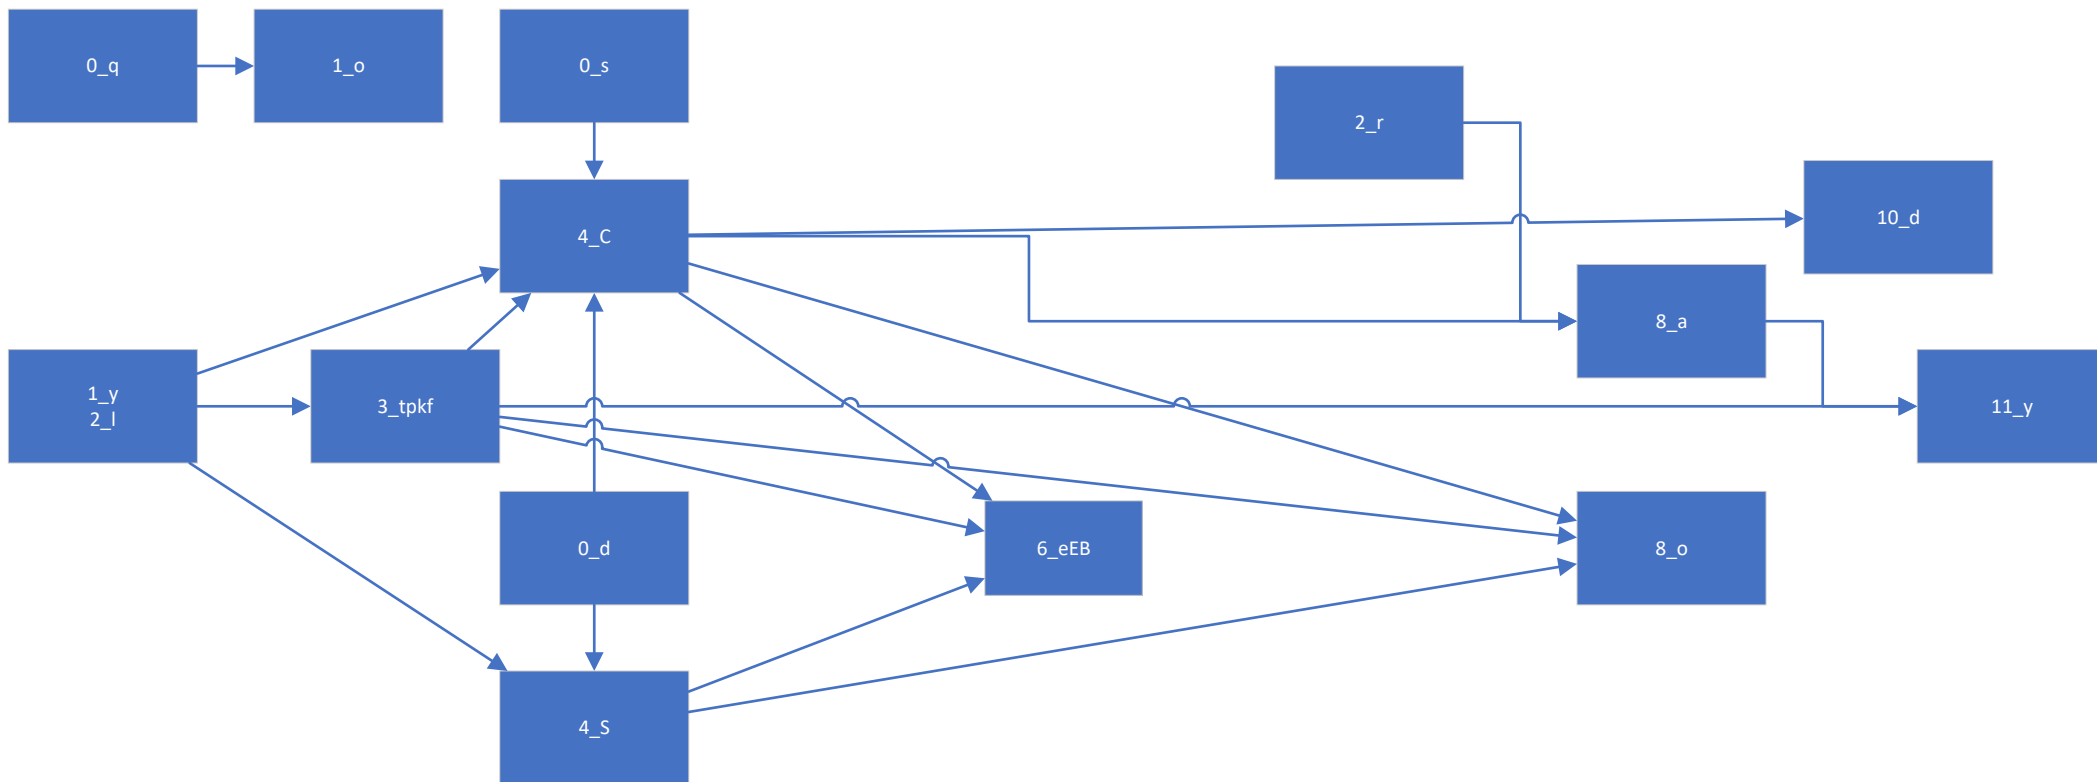 0_q
1_o
0_s
2_r
4_C
10_d
8_a
1_y
2_l
3_tpkf
11_y
0_d
6_eEB
8_o
4_S